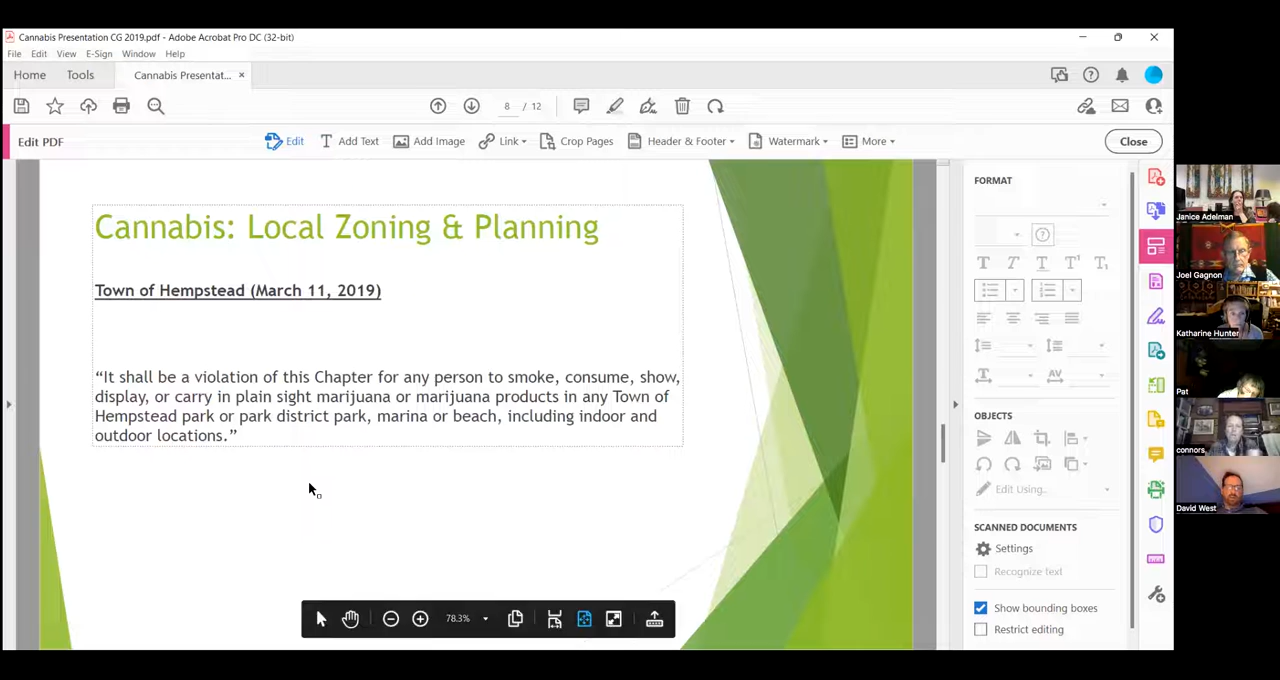 Cannabis Presentation CG 2019.pdf - Adobe Acrobat Pro DC (32-bit)
File Edit View E-Sign Window Help
Home Tools Cannabis Presentat... ×
8 / 12
Edit PDF Edit Add Text Add Image Link Crop Pages Header & Footer Watermark More Close
Cannabis: Local Zoning & Planning
Town of Hempstead (March 11, 2019)
“It shall be a violation of this Chapter for any person to smoke, consume, show,
display, or carry in plain sight marijuana or marijuana products in any Town of
Hempstead park or park district park, marina or beach, including indoor and
outdoor locations.”
78.3%
FORMAT
OBJECTS
Edit Using...
SCANNED DOCUMENTS
Settings
Recognize text
Show bounding boxes
Restrict editing
Janice Adelman
Joel Gagnon
Katharine Hunter
Pat
connors,
David West